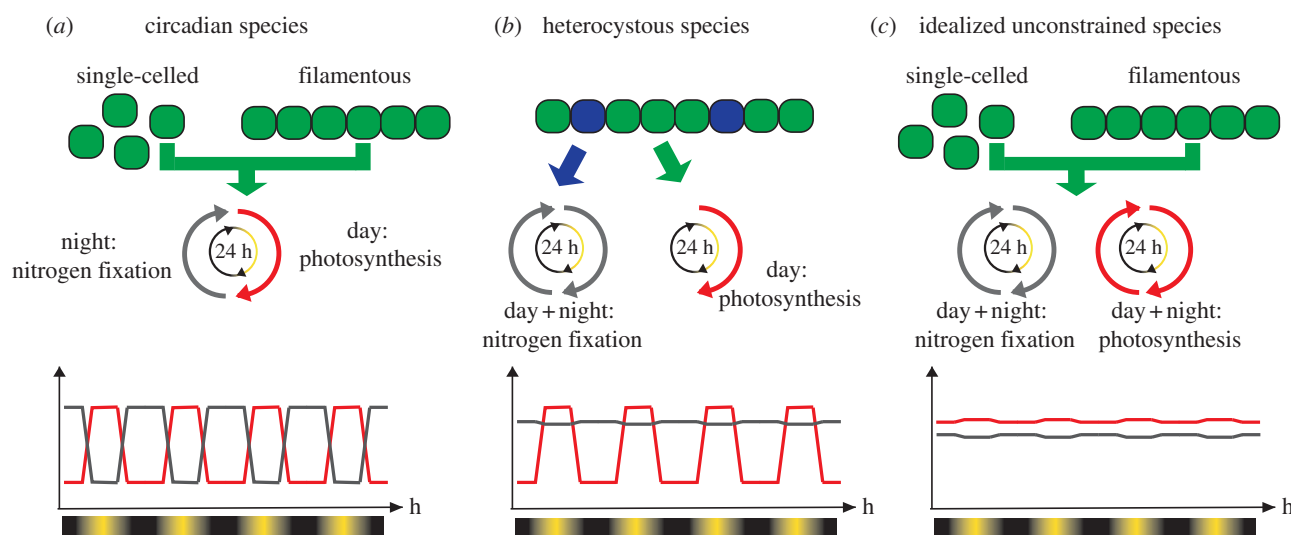 (a) circadian species
single-celled
filamentous
24 h
night:
nitrogen fixation
day:
photosynthesis
h
(b) heterocystous species
24 h
24 h
day + night:
nitrogen fixation
day:
photosynthesis
h
(c) idealized unconstrained species
single-celled
filamentous
24 h
24 h
day + night:
nitrogen fixation
day + night:
photosynthesis
h